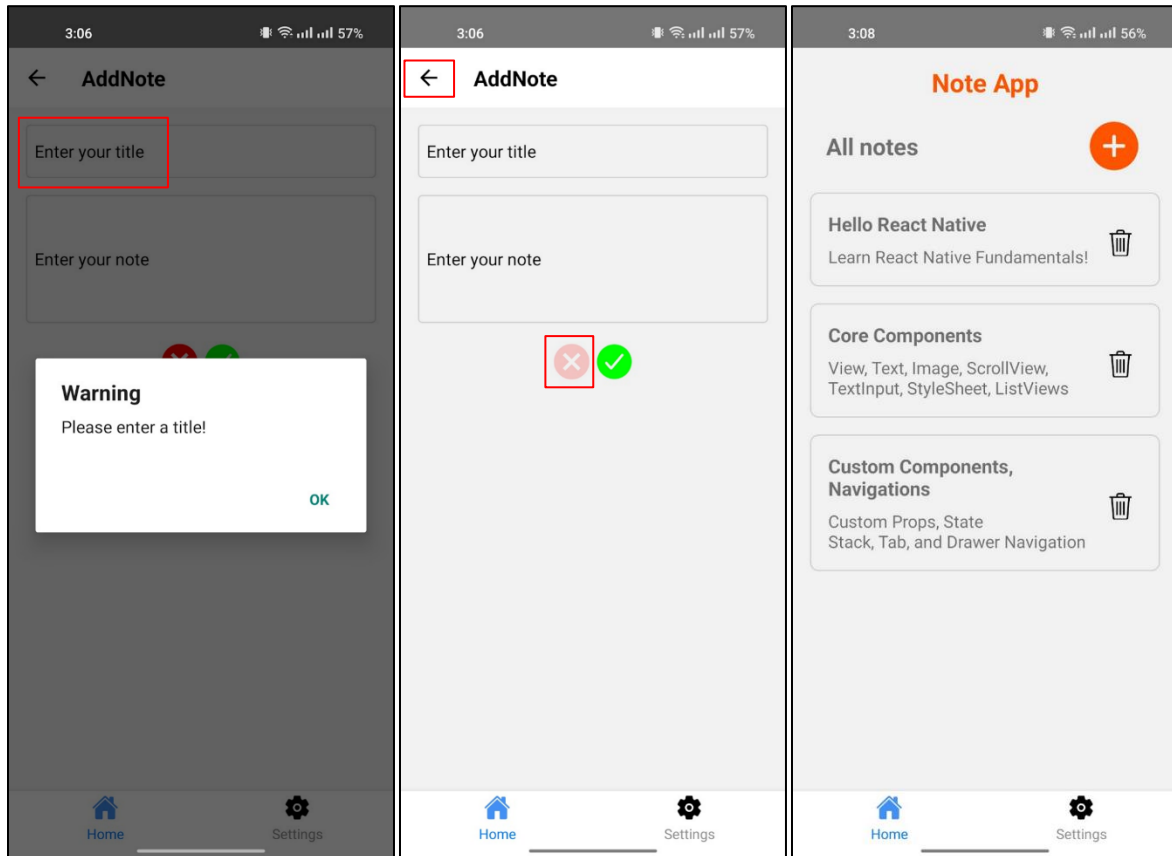 3:06
57%
AddNote
Enter your title
Enter your note
Warning
Please enter a title!
OK
Home
Settings
3:06
57%
AddNote
Enter your title
Enter your note
Home
Settings
3:08
56%
Note App
All notes
Hello React Native
Learn React Native Fundamentals!
Core Components
View, Text, Image, ScrollView,
TextInput, StyleSheet, ListViews
Custom Components,
Navigations
Custom Props, State
Stack, Tab, and Drawer Navigation
Home
Settings